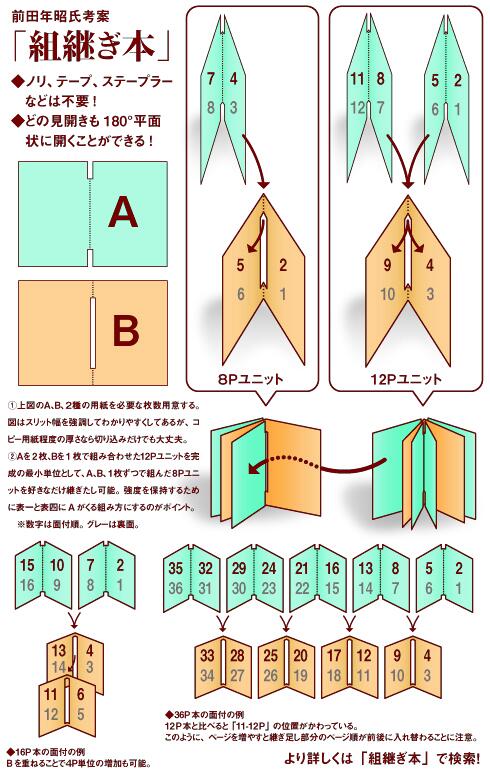 前田年昭氏考案
「組継ぎ本」
◆ノリ、テープ、ステープラー
などは不要！
◆どの見開きも180°平面
状に開くことができる！
A
B
7 4
8 3
5 2
6 1
8Pユニット
11 8
12 7
5 2
6 1
9 4
10 3
12Pユニット
①上図のA、B、2種の用紙を必要な枚数用意する。
図はスリット幅を強調してわかりやすくしてあるが、コ
ピー用紙程度の厚さなら切り込みだけでも大丈夫。
②Aを2枚、Bを1枚で組み合わせた12Pユニットを完
成の最小単位として、A、B、1枚ずつで組んだ8Pユニ
ットを好きなだけ継ぎたし可能。強度を保持するため
に表一と表四にAがくる組み方にするのがポイント。
※数字は面付順。グレーは裏面。
15 10
16 9
7 2
8 1
13 4
14 3
11 6
12 5
◆16P本の面付の例
Bを重ねることで4P単位の増加も可能。
35 32
36 31
29 24
30 23
21 16
22 15
13 8
14 7
5 2
6 1
33 28
34 27
25 20
26 19
17 12
18 11
9 4
10 3
◆36P本の面付の例
12P本と比べると「11-12P」の位置がかわっている。
このように、ページを増やすと継ぎ足し部分のページ順が前後に入れ替わることに注意。
より詳しくは「組継ぎ本」で検索！